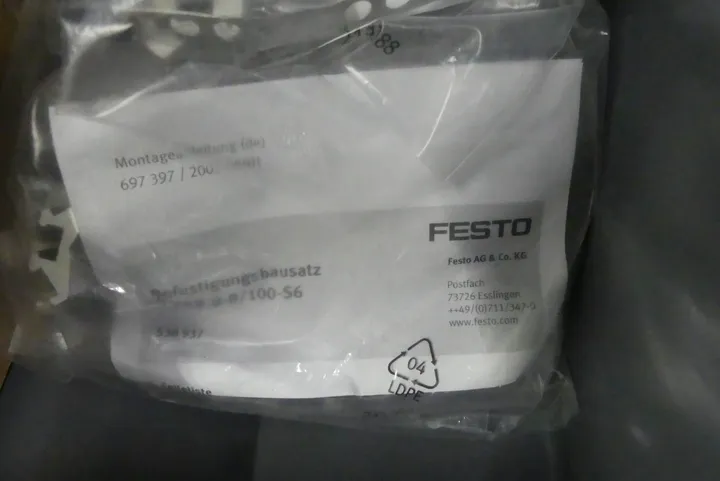 88
Montage
697 397 |
FESTO
Festo AG & Co. KG
Postfach
73726 Esslingen
++49/(0)711/347-0
www.festo.com
Befestigungsbausatz
/100-S6
04
LDPE